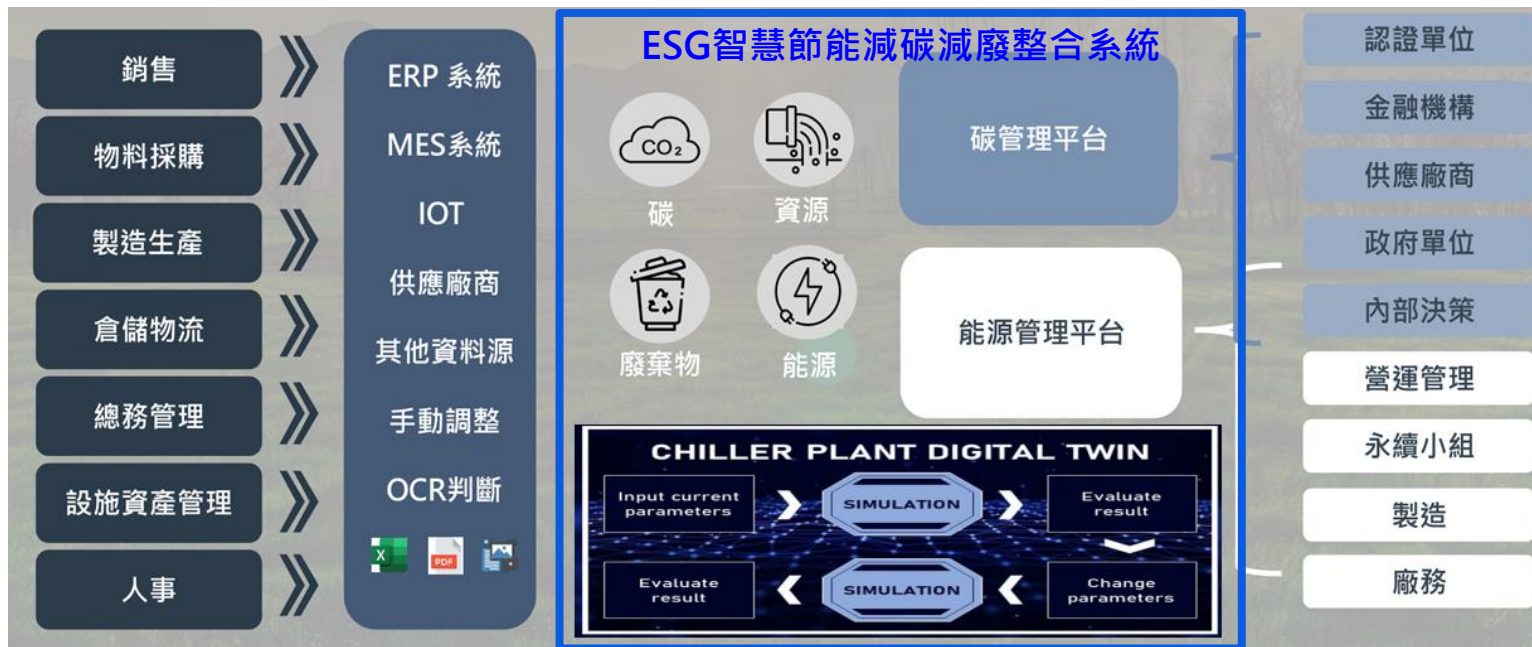 ESG智慧節能減碳減廢整合系統
銷售
物料採購
製造生產
倉儲物流
總務管理
設施資產管理
人事
ERP 系統
MES系統
IOT
供應廠商
其他資料源
手動調整
OCR判斷
X
PDF
CO₂
碳
資源
廢棄物
能源
碳管理平台
能源管理平台
CHILLER PLANT DIGITAL TWIN
Input current
parameters
SIMULATION
Evaluate
result
Change
parameters
SIMULATION
Evaluate
result
認證單位
金融機構
供應廠商
政府單位
內部決策
營運管理
永續小組
製造
廠務